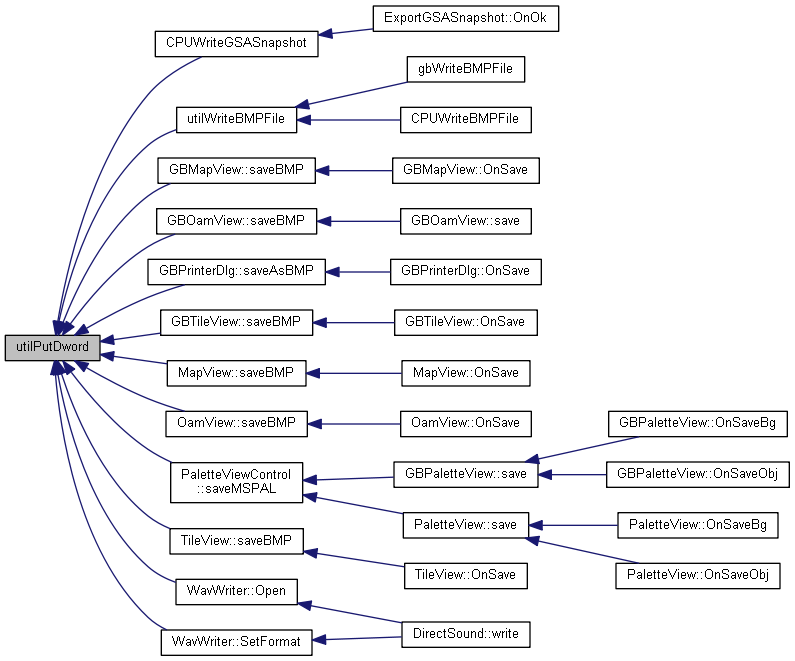 ExportGSASnapshot::OnOk
CPUWriteGSASnapshot
gbWriteBMPFile
utilWriteBMPFile
CPUWriteBMPFile
GBMapView::saveBMP
GBMapView::OnSave
GBOamView::saveBMP
GBOamView::save
GBPrinterDlg::saveAsBMP
GBPrinterDlg::OnSave
GBTileView::saveBMP
GBTileView::OnSave
utilPutDword
MapView::saveBMP
MapView::OnSave
OamView::saveBMP
OamView::OnSave
GBPaletteView::OnSaveBg
PaletteViewControl
::saveMSPAL
GBPaletteView::save
GBPaletteView::OnSaveObj
PaletteView::save
PaletteView::OnSaveBg
TileView::saveBMP
TileView::OnSave
PaletteView::OnSaveObj
WavWriter::Open
DirectSound::write
WavWriter::SetFormat